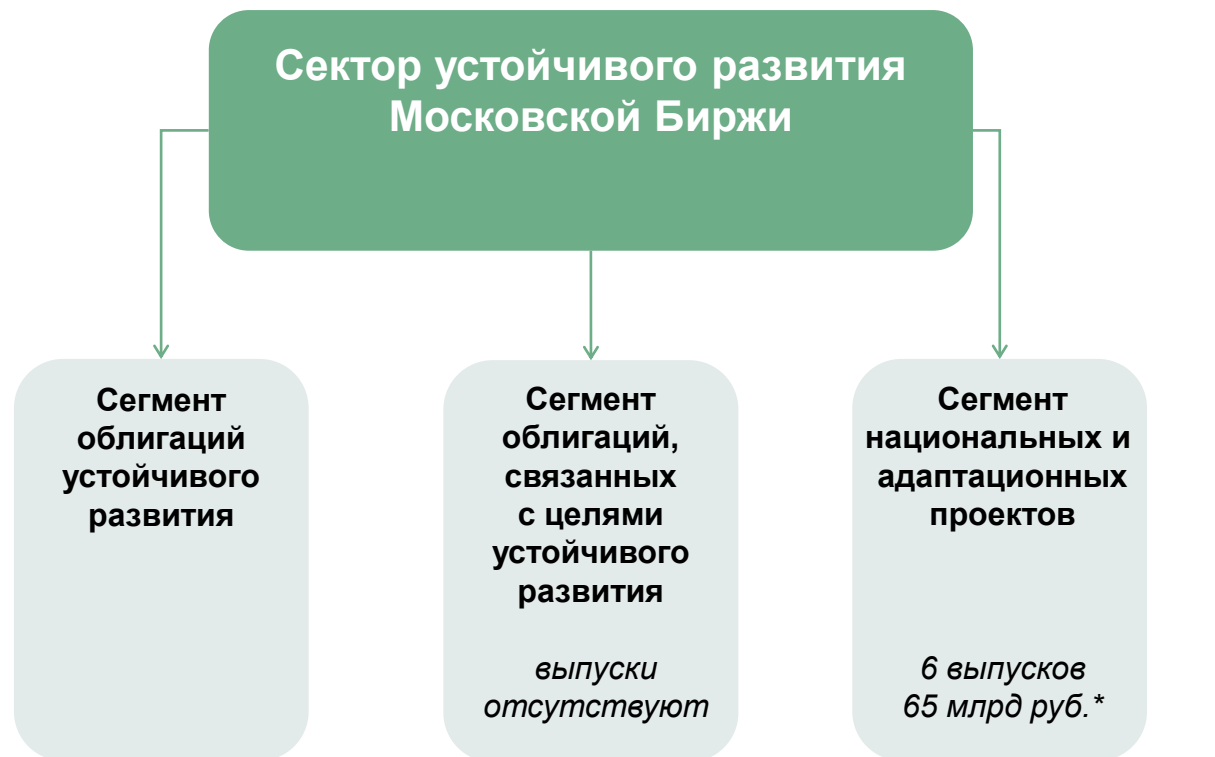 Сектор устойчивого развития
Московской Биржи
Сегмент
облигаций
устойчивого
развития
Сегмент
облигаций,
связанных
с целями
устойчивого
развития
выпуски
отсутствуют
Сегмент
национальных и
адаптационных
проектов
6 выпусков
65 млрд руб.*